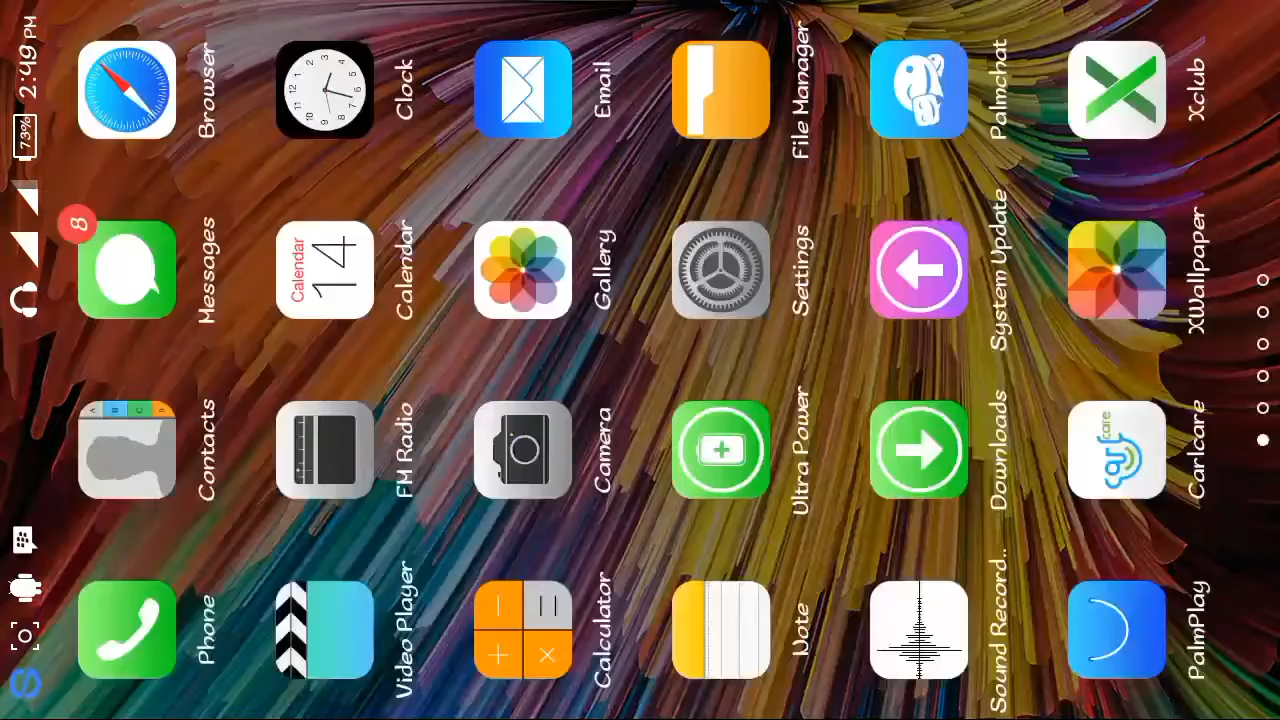 73% 2:49 PM
Phone Contacts Messages 8 Browser
Video Player FM Radio Calendar 14 Calendar Clock
Calculator Camera Gallery Email
Note Ultra Power Settings File Manager
Sound Record... Downloads System Update Palmchat
PalmPlay Carlcare XWallpaper Xclub